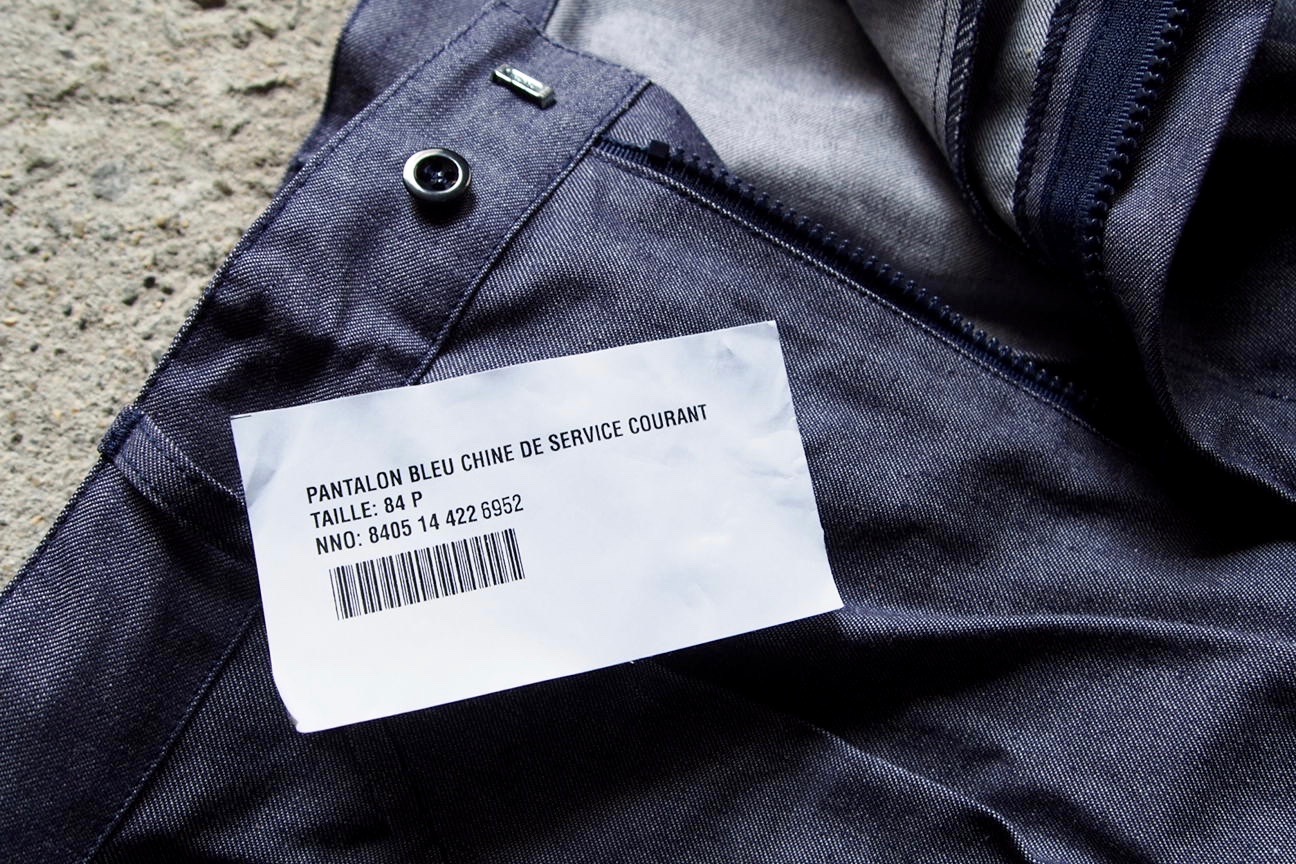 PANTALON BLEU CHINE DE SERVICE COURANT
TAILLE: 84 P
NNO: 8405 14 422 6952